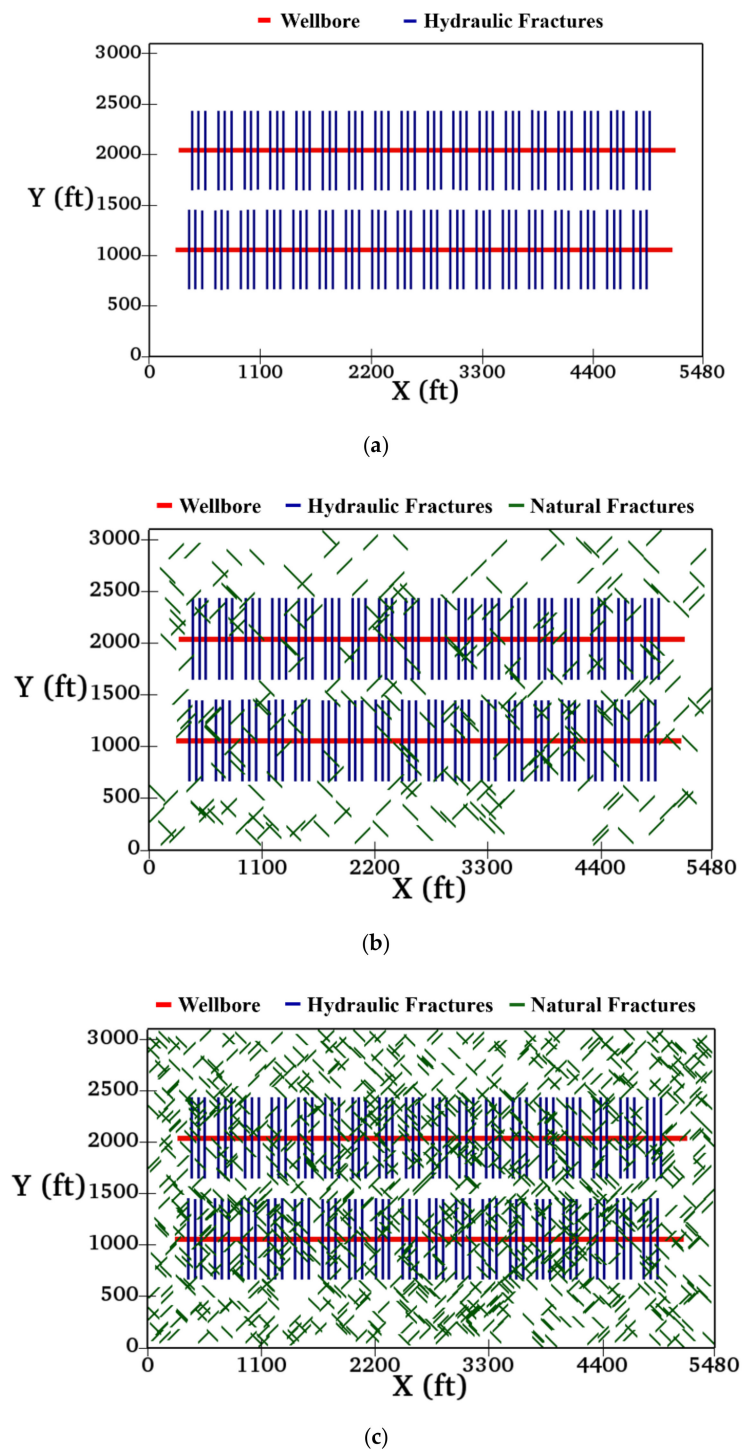 Wellbore Hydraulic Fractures
3000
2500
2000
Y (ft) 1500
1000
500
0
0 1100 2200 3300 4400 5480
X (ft)
(a)
Wellbore Hydraulic Fractures Natural Fractures
3000
2500
2000
Y (ft) 1500
1000
500
0
0 1100 2200 3300 4400 5480
X (ft)
(b)
Wellbore Hydraulic Fractures Natural Fractures
3000
2500
2000
Y (ft) 1500
1000
500
0
0 1100 2200 3300 4400 5480
X (ft)
(c)